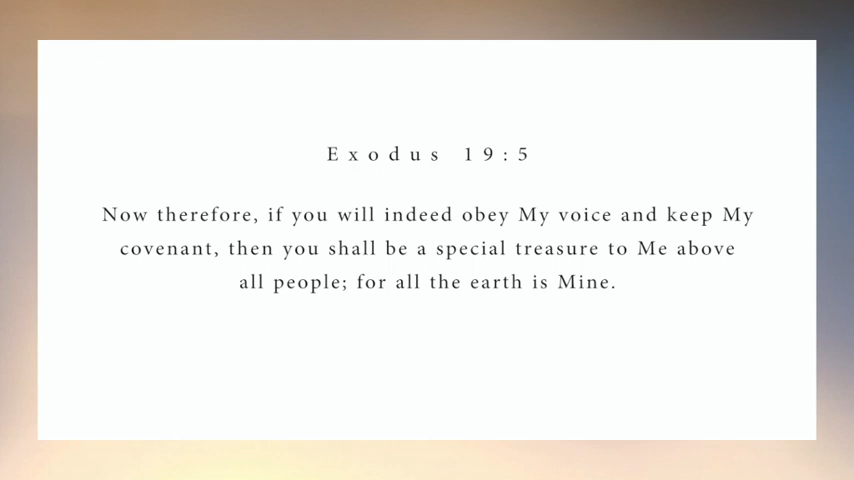 Exodus 19:5
Now therefore, if you will indeed obey My voice and keep My
covenant, then you shall be a special treasure to Me above
all people; for all the earth is Mine.